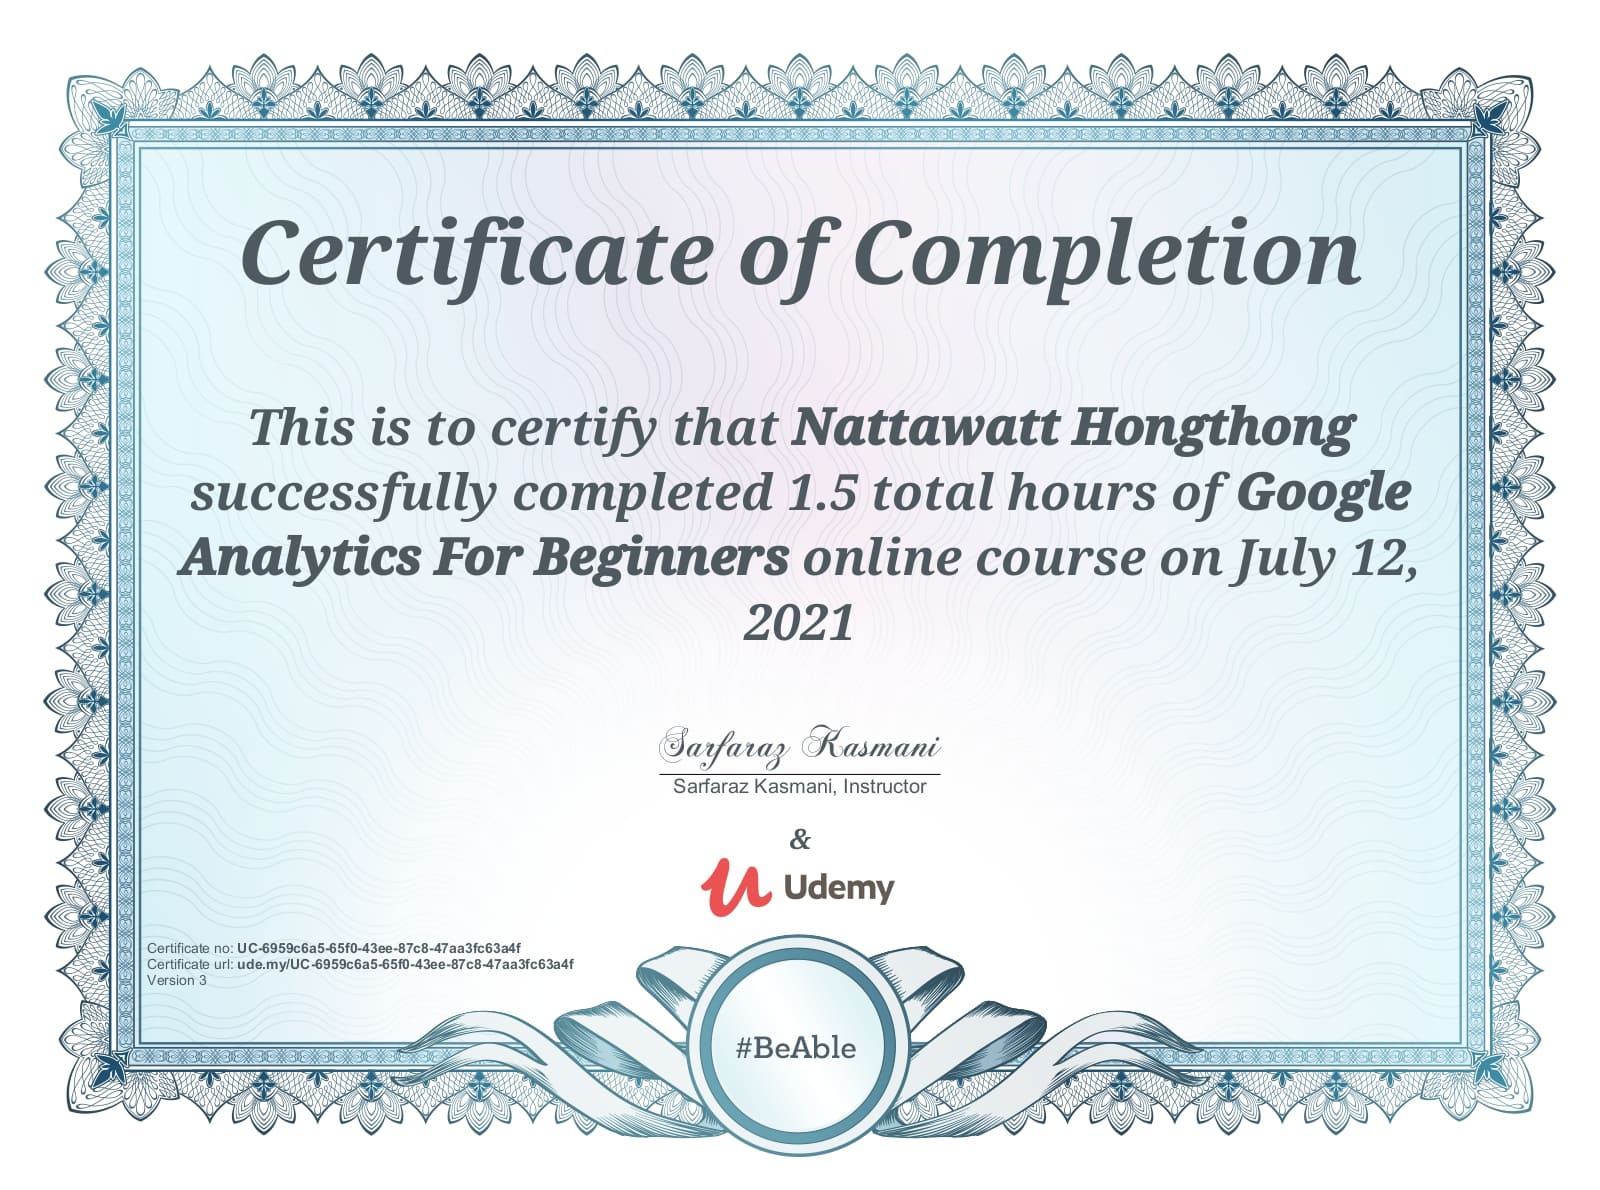 Certificate of Completion
This is to certify that Nattawatt Hongthong
successfully completed 1.5 total hours of Google
Analytics For Beginners online course on July 12,
2021
Sarfaraz Kasmani
Sarfaraz Kasmani, Instructor
&
Udemy
Certificate no: UC-6959c6a5-65f0-43ee-87c8-47aa3fc63a4f
Certificate url: ude.my/UC-6959c6a5-65f0-43ee-87c8-47aa3fc63a4f
Version 3
#BeAble